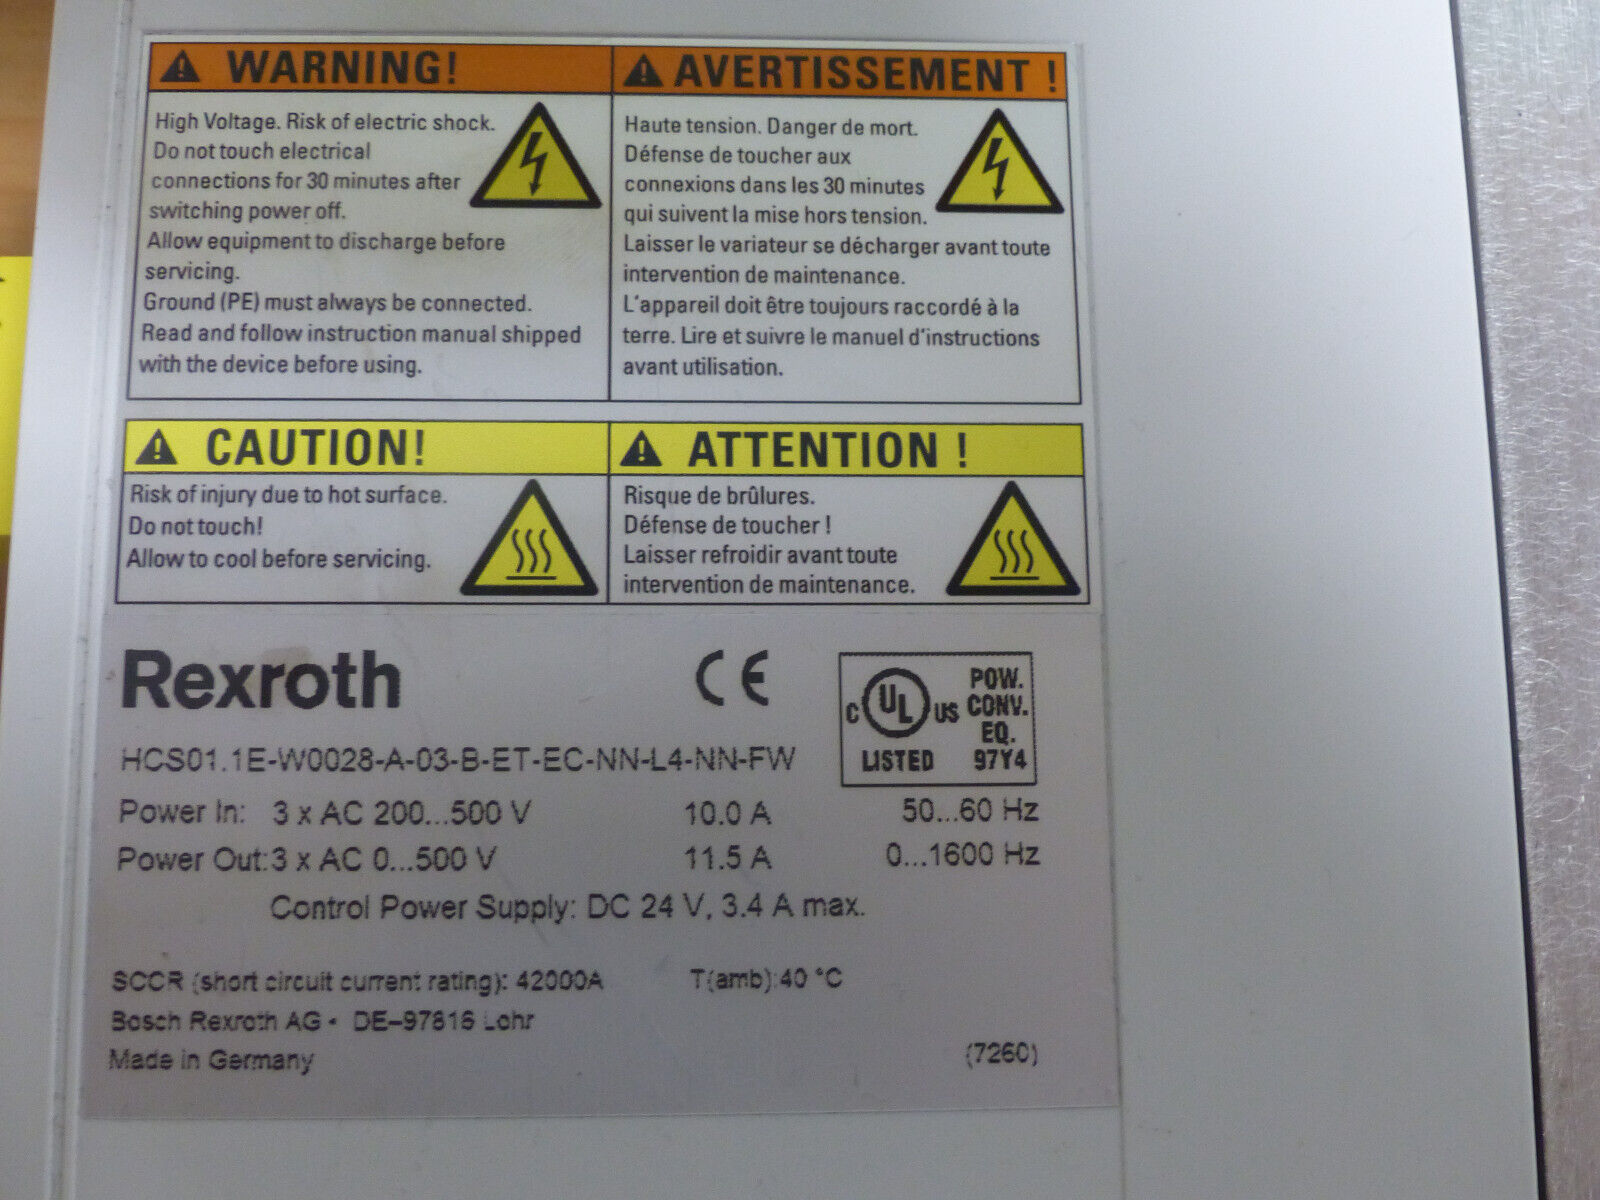 WARNING!
High Voltage. Risk of electric shock.
Do not touch electrical
connections for 30 minutes after
switching power off.
Allow equipment to discharge before
servicing.
Ground (PE) must always be connected.
Read and follow instruction manual shipped
with the device before using.
AVERTISSEMENT !
Haute tension. Danger de mort.
Défense de toucher aux
connexions dans les 30 minutes
qui suivent la mise hors tension.
Laisser le variateur se décharger avant toute
intervention de maintenance.
L'appareil doit être toujours raccordé à la
terre. Lire et suivre le manuel d'instructions
avant utilisation.
CAUTION!
Risk of injury due to hot surface.
Do not touch!
Allow to cool before servicing.
ATTENTION !
Risque de brûlures.
Défense de toucher !
Laisser refroidir avant toute
intervention de maintenance.
Rexroth
CE
C UL US
LISTED
POW.
CONV.
EQ.
97Y4
HCS01.1E-W0028-A-03-B-ET-EC-NN-L4-NN-FW
Power In: 3 x AC 200...500 V 10.0 A 50...60 Hz
Power Out: 3 x AC 0...500 V 11.5 A 0...1600 Hz
Control Power Supply: DC 24 V, 3.4 A max.
SCCR (short circuit current rating): 42000A T(amb):40 °C
Bosch Rexroth AG • DE-97816 Lohr
Made in Germany (7260)